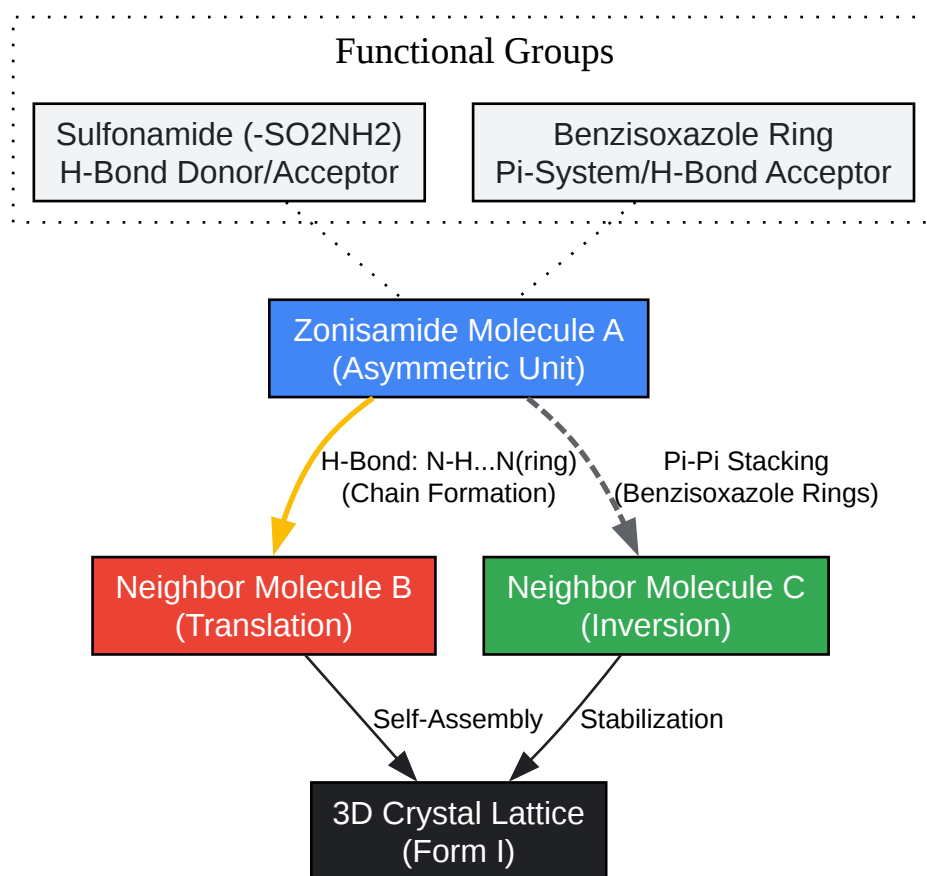 Functional Groups
Sulfonamide (-SO2NH2)
H-Bond Donor/Acceptor
Benzisoxazole Ring
Pi-System/H-Bond Acceptor
Zonisamide Molecule A
(Asymmetric Unit)
H-Bond: N-H...N(ring)
(Chain Formation)
Pi-Pi Stacking
(Benzisoxazole Rings)
Neighbor Molecule B
(Translation)
Neighbor Molecule C
(Inversion)
Self-Assembly
Stabilization
3D Crystal Lattice
(Form I)